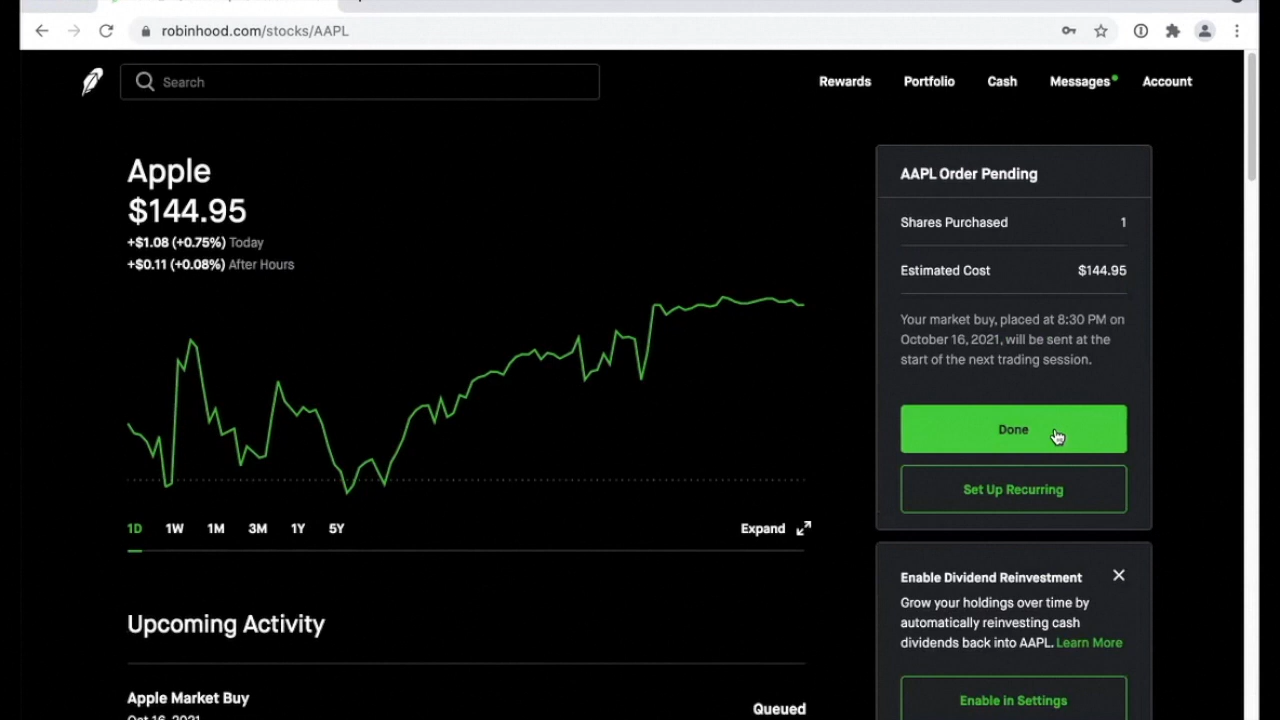 robinhood.com/stocks/AAPL
Search
Rewards
Portfolio
Cash
Messages
Account
Apple
$144.95
+$1.08 (+0.75%) Today
+$0.11 (+0.08%) After Hours
1D
1W
1M
3M
1Y
5Y
Expand
Upcoming Activity
Apple Market Buy
Queued
Oct 16, 2021
AAPL Order Pending
Shares Purchased 1
Estimated Cost $144.95
Your market buy, placed at 8:30 PM on
October 16, 2021, will be sent at the
start of the next trading session.
Done
Set Up Recurring
Enable Dividend Reinvestment
Grow your holdings over time by
automatically reinvesting cash
dividends back into AAPL. Learn More
Enable in Settings